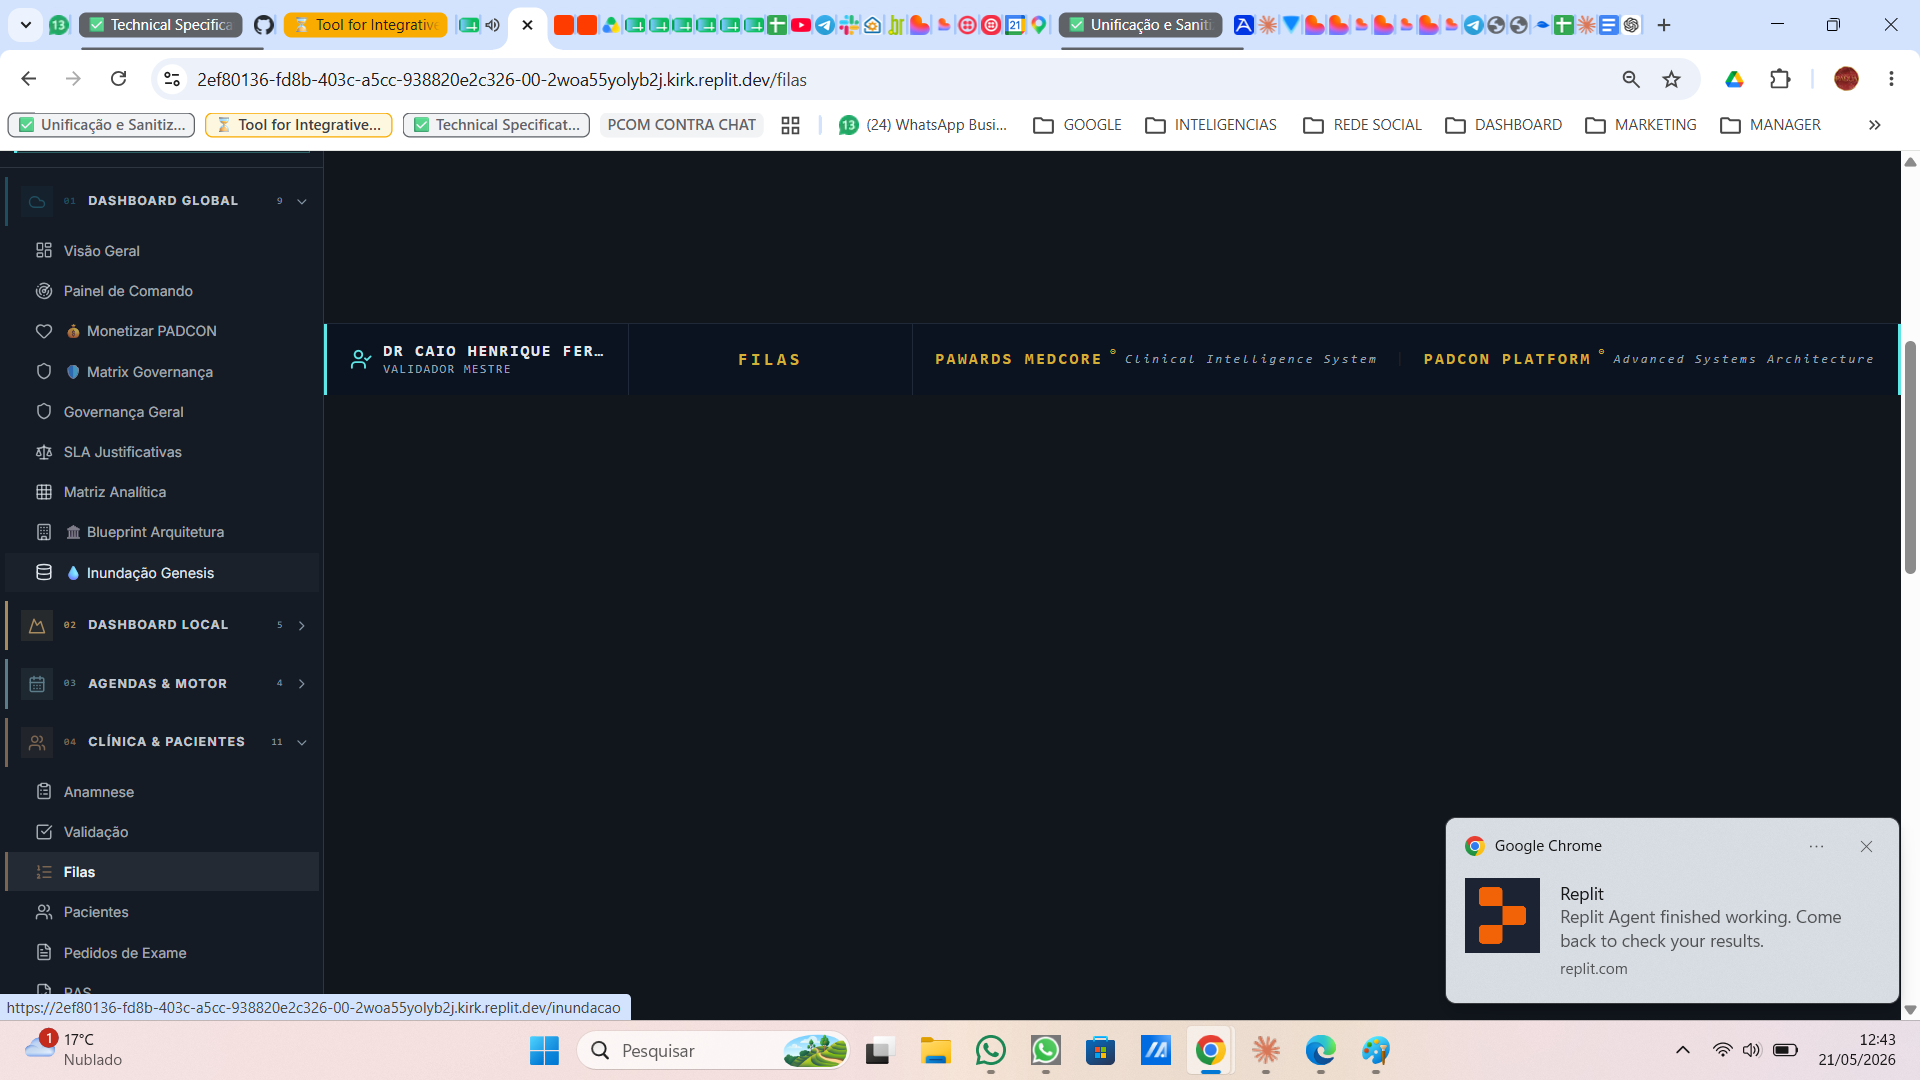 13
Technical Specifica
Tool for Integrative
21
Unificação e Saniti
2ef80136-fd8b-403c-a5cc-938820e2c326-00-2woa55yolyb2j.kirk.replit.dev/filas
Unificação e Sanitiz...
Tool for Integrative...
Technical Specificat...
PCOM CONTRA CHAT
13
(24) WhatsApp Busi...
GOOGLE
INTELIGENCIAS
REDE SOCIAL
DASHBOARD
MARKETING
MANAGER
01 DASHBOARD GLOBAL 9
Visão Geral
Painel de Comando
Monetizar PADCON
Matrix Governança
Governança Geral
SLA Justificativas
Matriz Analítica
Blueprint Arquitetura
Inundação Genesis
02 DASHBOARD LOCAL 5
03 AGENDAS & MOTOR 4
04 CLÍNICA & PACIENTES 11
Anamnese
Validação
Filas
Pacientes
Pedidos de Exame
RAS
DR CAIO HENRIQUE FER...
VALIDADOR MESTRE
FILAS
PAWARDS MEDCORE ® Clinical Intelligence System
PADCON PLATFORM ® Advanced Systems Architecture
Google Chrome
Replit
Replit Agent finished working. Come
back to check your results.
replit.com
https://2ef80136-fd8b-403c-a5cc-938820e2c326-00-2woa55yolyb2j.kirk.replit.dev/inundacao
1
17°C
Nublado
Pesquisar
12:43
21/05/2026